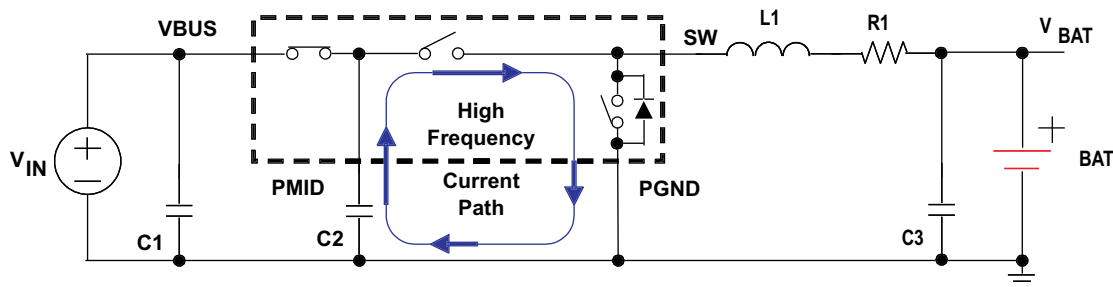 VBUS
SW
L1
R1
V BAT
High
Frequency
Current
Path
V IN
+
−
PMID
PGND
+
BAT
C1
C2
C3